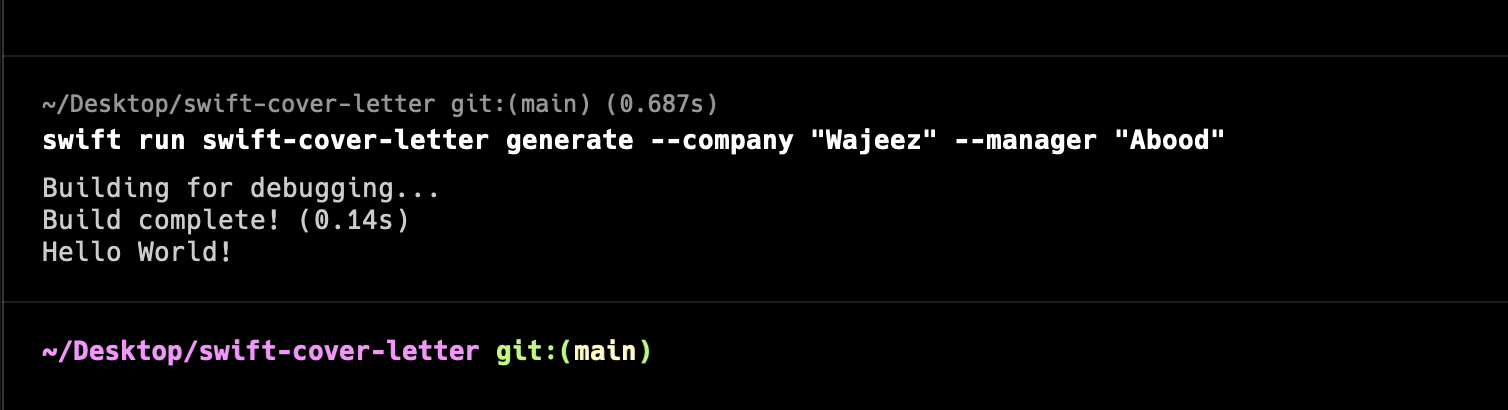 ~/Desktop/swift-cover-letter git:(main) (0.687s)
swift run swift-cover-letter generate --company "Wajeez" --manager "Abood"
Building for debugging...
Build complete! (0.14s)
Hello World!
~/Desktop/swift-cover-letter git:(main)